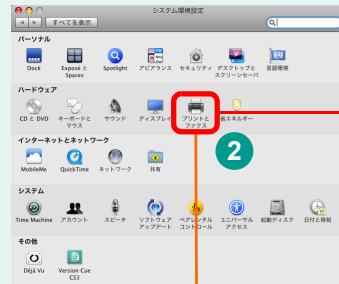 システム環境設定
すべてを表示
パーソナル
Dock Exposé と Spaces Spotlight アピアランス セキュリティ デスクトップと スクリーンセーバ 言語環境
ハードウェア
CD と DVD キーボードと マウス サウンド ディスプレイ プリントと ファクス 省エネルギー
2
インターネットとネットワーク
MobileMe QuickTime ネットワーク 共有
システム
Time Machine アカウント スピーチ ソフトウェア アップデート ペアレンタル コントロール ユニバーサル アクセス 起動ディスク 日付と時刻
その他
Déjà Vu Version Cue CS3